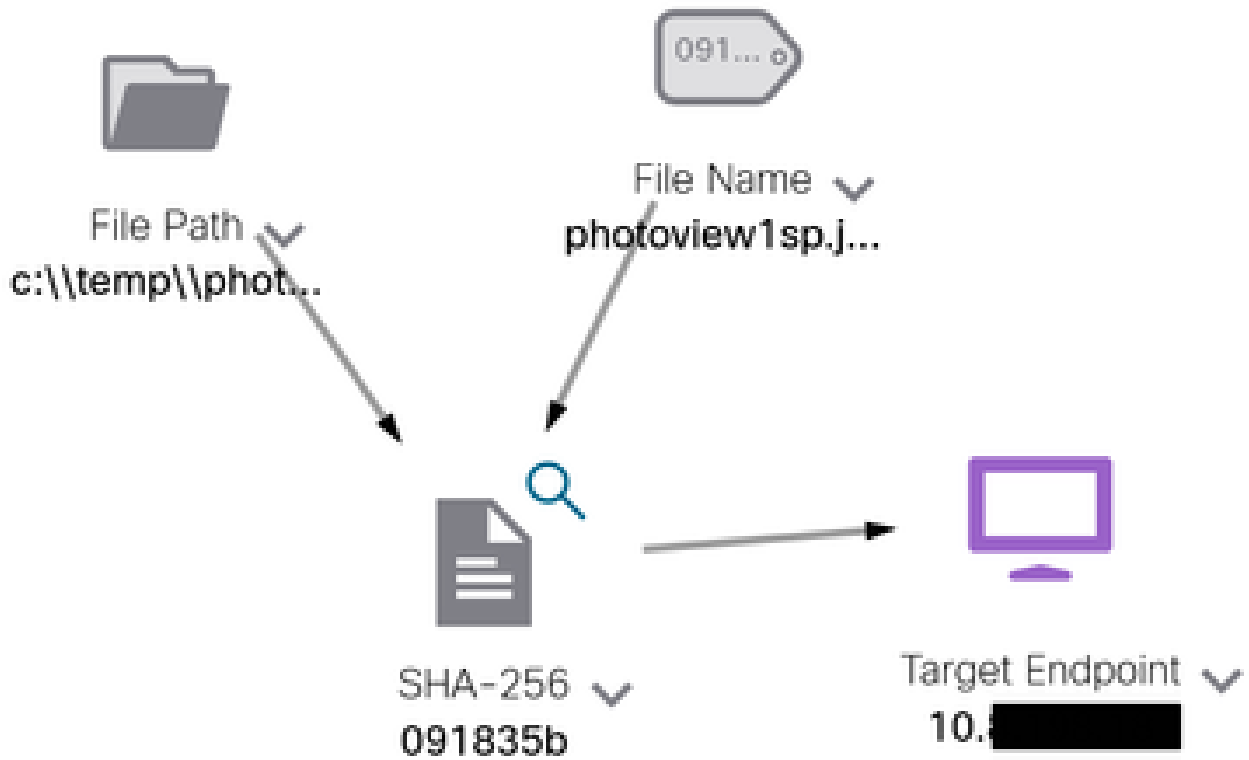 091...
File Name
photoview1sp.j...
File Path
c:\\temp\\phot...
SHA-256
091835b
Target Endpoint
10.